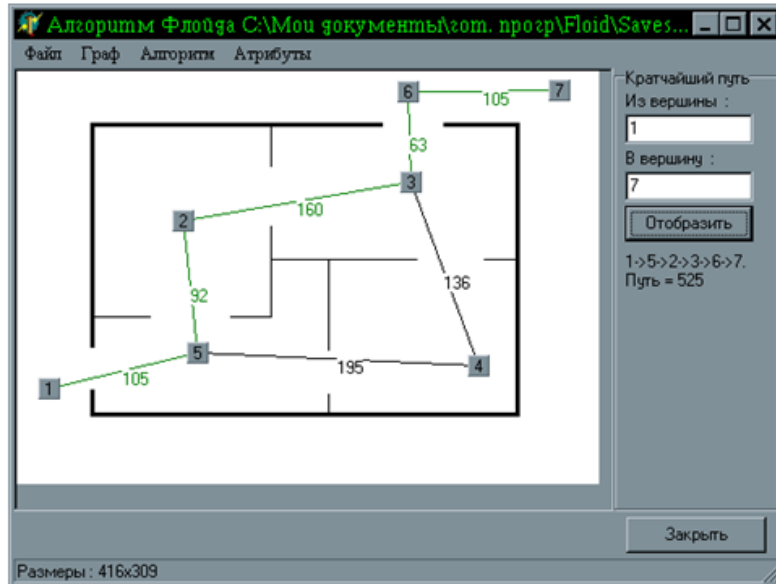 Алгоритм Флойда C:\Мои документы\гот. прогр\Floid\Saves...
Файл Граф Алгоритм Атрибуты
Кратчайший путь
Из вершины :
1
В вершину :
7
Отобразить
1->5->2->3->6->7.
Путь = 525
6
105
7
63
3
2
160
136
92
5
195
4
1
105
Закрыть
Размеры : 416x309